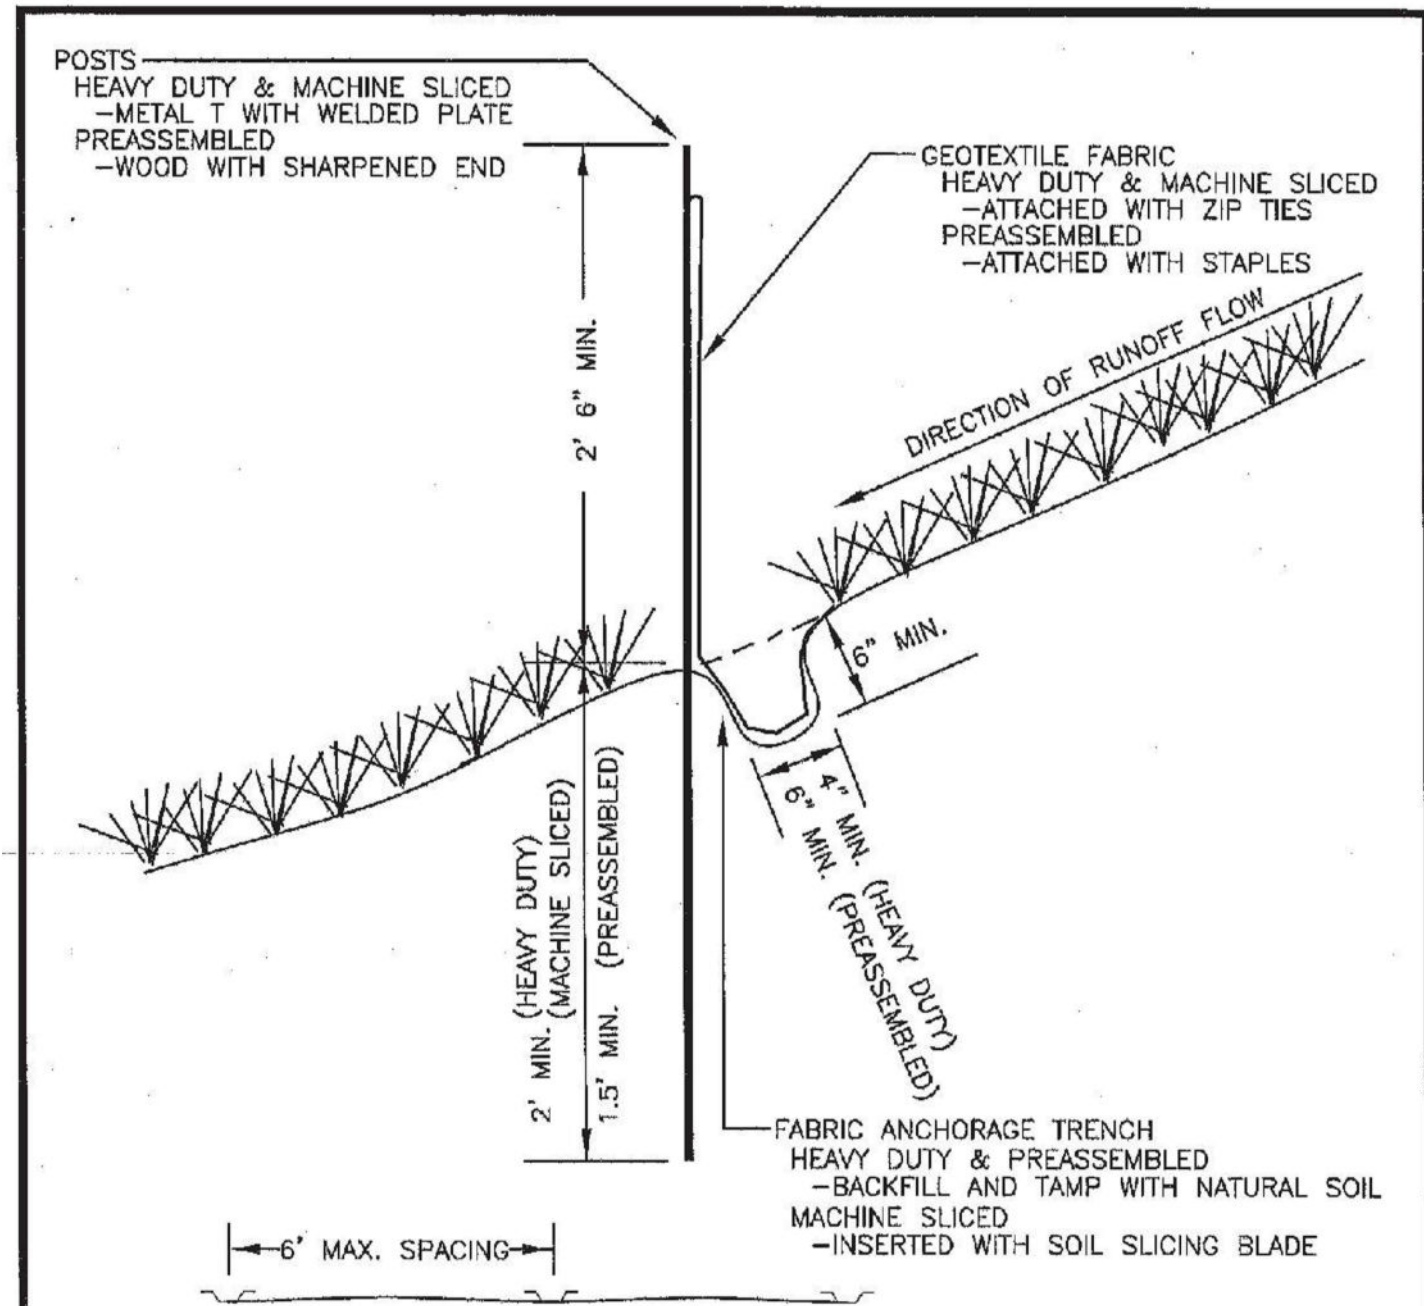 POSTS
HEAVY DUTY & MACHINE SLICED
-METAL T WITH WELDED PLATE
PREASSEMBLED
-WOOD WITH SHARPENED END
GEOTEXTILE FABRIC
HEAVY DUTY & MACHINE SLICED
-ATTACHED WITH ZIP TIES
PREASSEMBLED
-ATTACHED WITH STAPLES
DIRECTION OF RUNOFF FLOW
2' 6" MIN.
6" MIN.
4" MIN. (HEAVY DUTY)
6" MIN. (PREASSEMBLED)
2' MIN. (HEAVY DUTY)
(MACHINE SLICED)
1.5' MIN. (PREASSEMBLED)
FABRIC ANCHORAGE TRENCH
HEAVY DUTY & PREASSEMBLED
-BACKFILL AND TAMP WITH NATURAL SOIL
MACHINE SLICED
-INSERTED WITH SOIL SLICING BLADE
6' MAX. SPACING